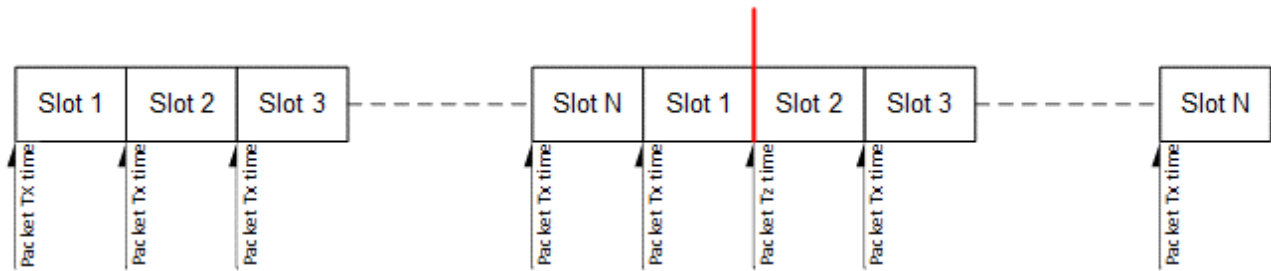 Slot 1
Slot 2
Slot 3
Slot N
Slot 1
Slot 2
Slot 3
Slot N
Packet TX time
Packet Tx time
Packet Tx time
Packet Tx time
Packet Tx time
Packet Tz time
Packet Tx time
Packet Tx time